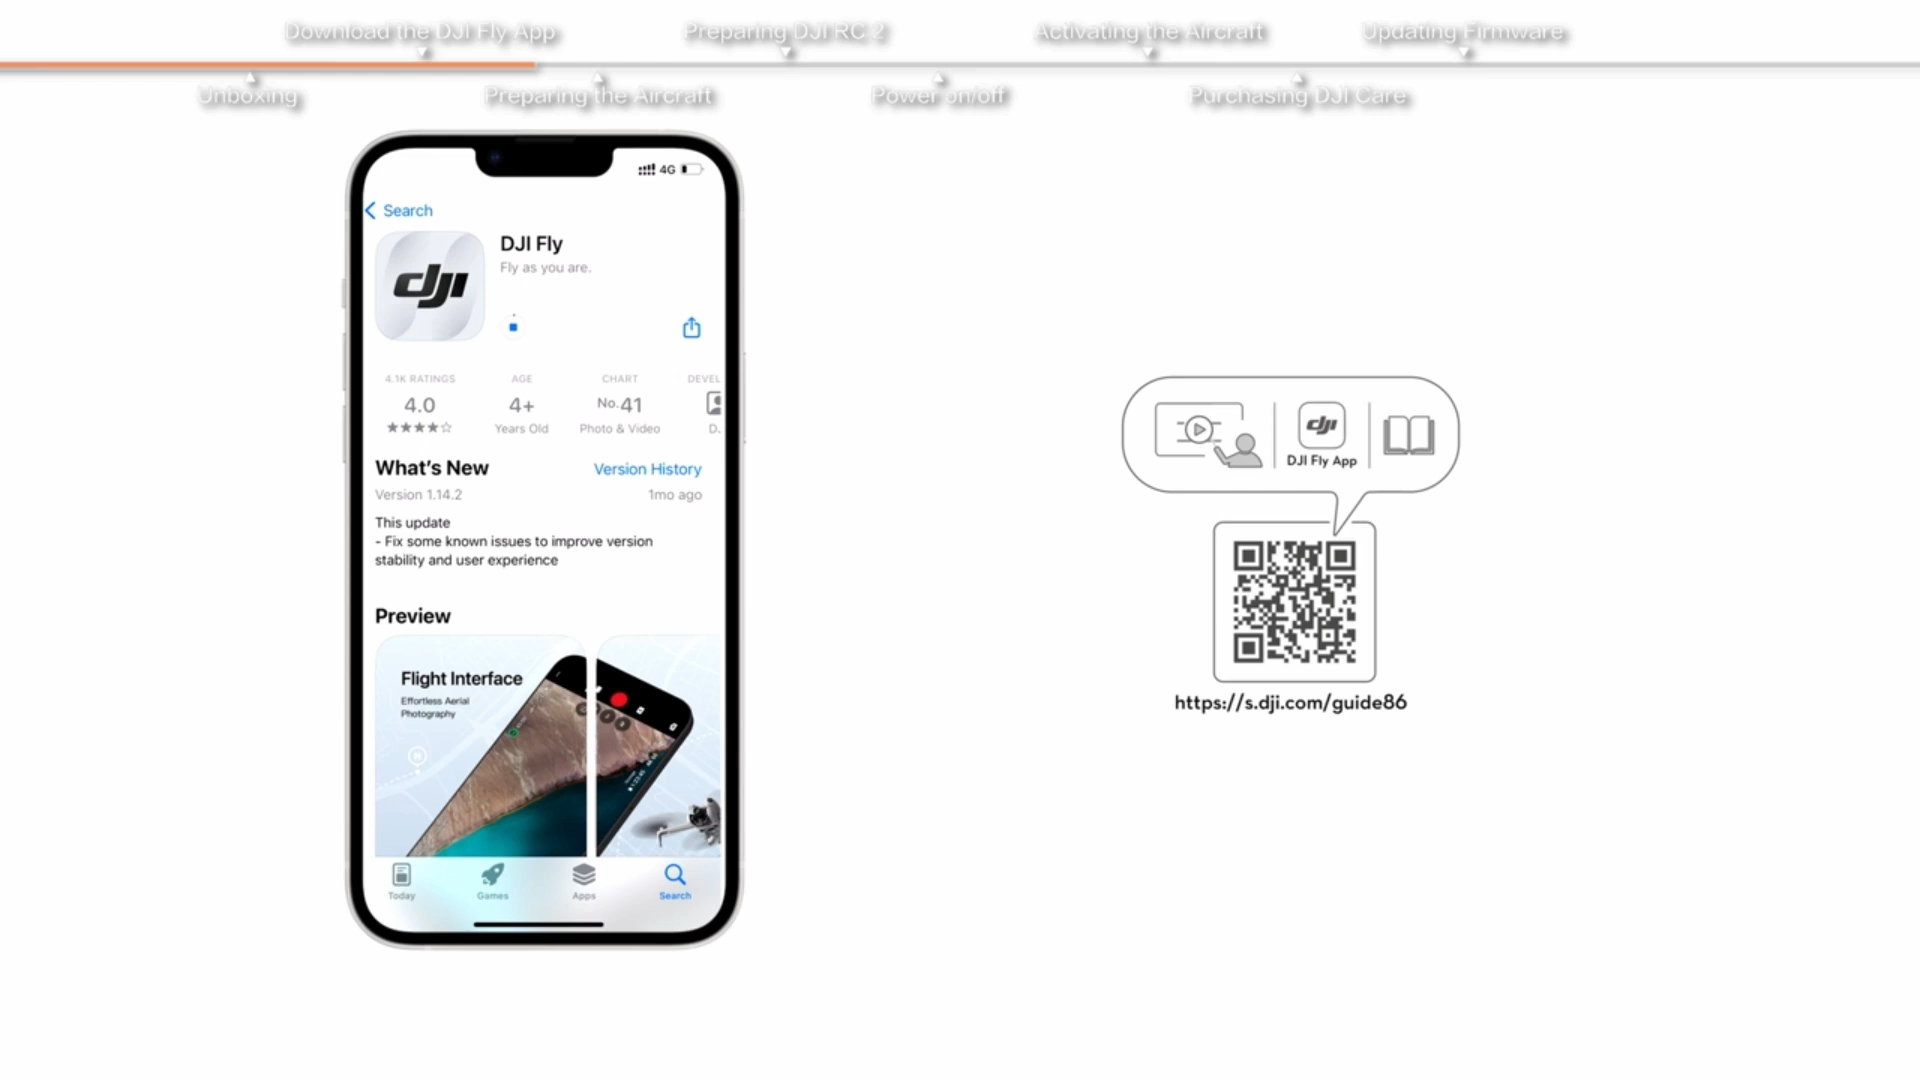 Download the DJI Fly App
Preparing DJI RC 2
Activating the Aircraft
Updating Firmware
Unboxing
Preparing the Aircraft
Power on/off
Purchasing DJI Care
4G
Search
dji
DJI Fly
Fly as you are.
4.1K RATINGS
4.0
AGE
4+
Years Old
CHART
No.41
Photo & Video
DEVEL
D.
What's New
Version History
Version 1.14.2
1mo ago
This update
- Fix some known issues to improve version
stability and user experience
Preview
Flight Interface
Effortless Aerial
Photography
H
Today
Games
Apps
Search
dji
DJI Fly App
https://s.dji.com/guide86